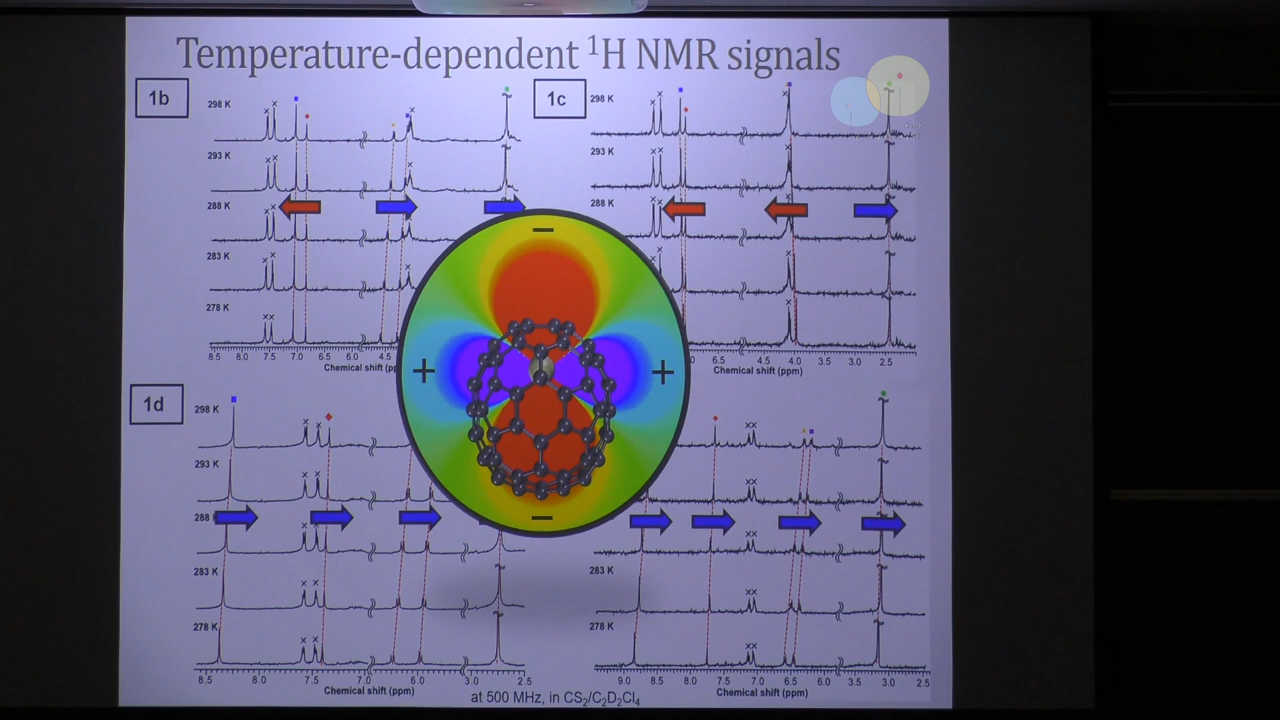 Temperature-dependent ¹H NMR signals
1b
298 K
293 K
288 K
283 K
278 K
8.5 8.0 7.5 7.0 6.5 6.0 4.5
Chemical shift (pp
1c
298 K
293 K
288 K
6.5 4.5 4.0 3.5 2.5
Chemical shift (ppm)
− + + −
1d
298 K
293 K
288
283 K
278 K
8.5 8.0 7.5 7.0 6.5 6.0 3.0 2.5
Chemical shift (ppm)
283 K
278 K
9.0 8.5 8.0 7.5 7.0 6.5 6.0 3.5 3.0 2.5
Chemical shift (ppm)
at 500 MHz, in CS₂/C₂D₂Cl₄